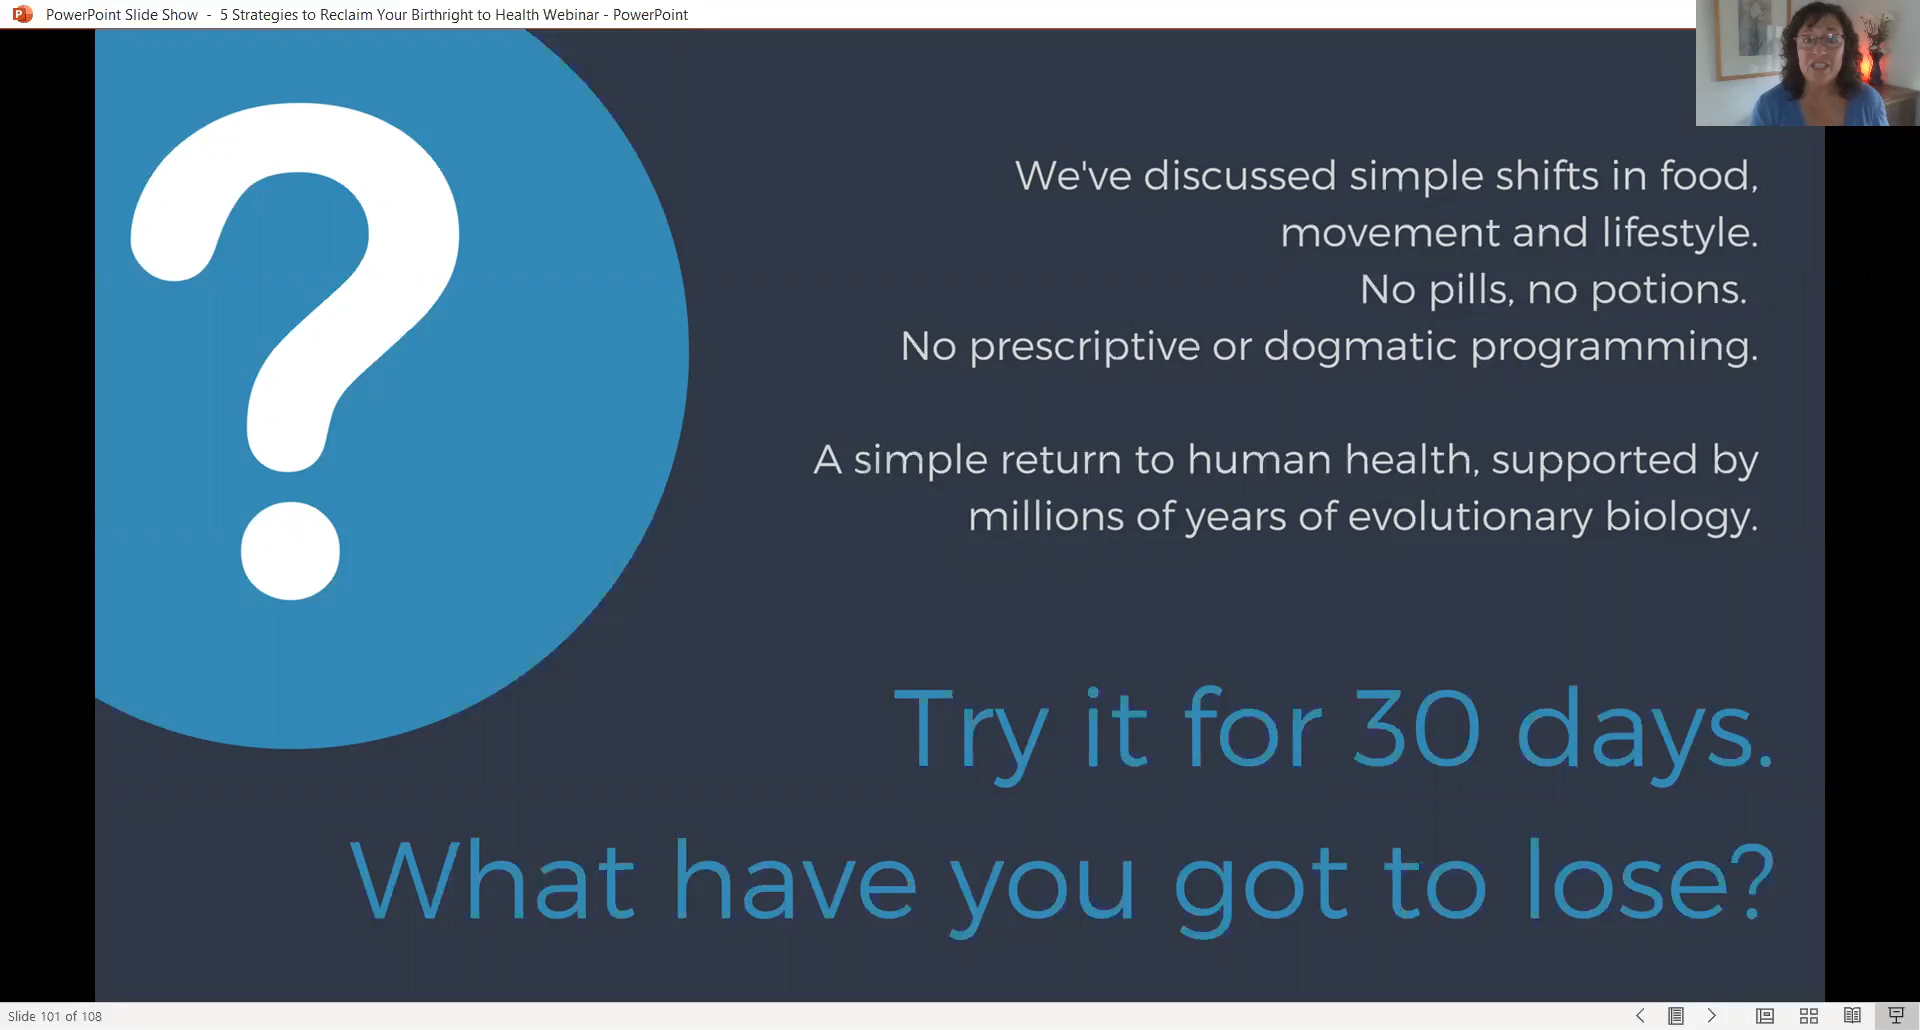 PowerPoint Slide Show - 5 Strategies to Reclaim Your Birthright to Health Webinar - PowerPoint
?
We've discussed simple shifts in food,
movement and lifestyle.
No pills, no potions.
No prescriptive or dogmatic programming.
A simple return to human health, supported by
millions of years of evolutionary biology.
Try it for 30 days.
What have you got to lose?
Slide 101 of 108